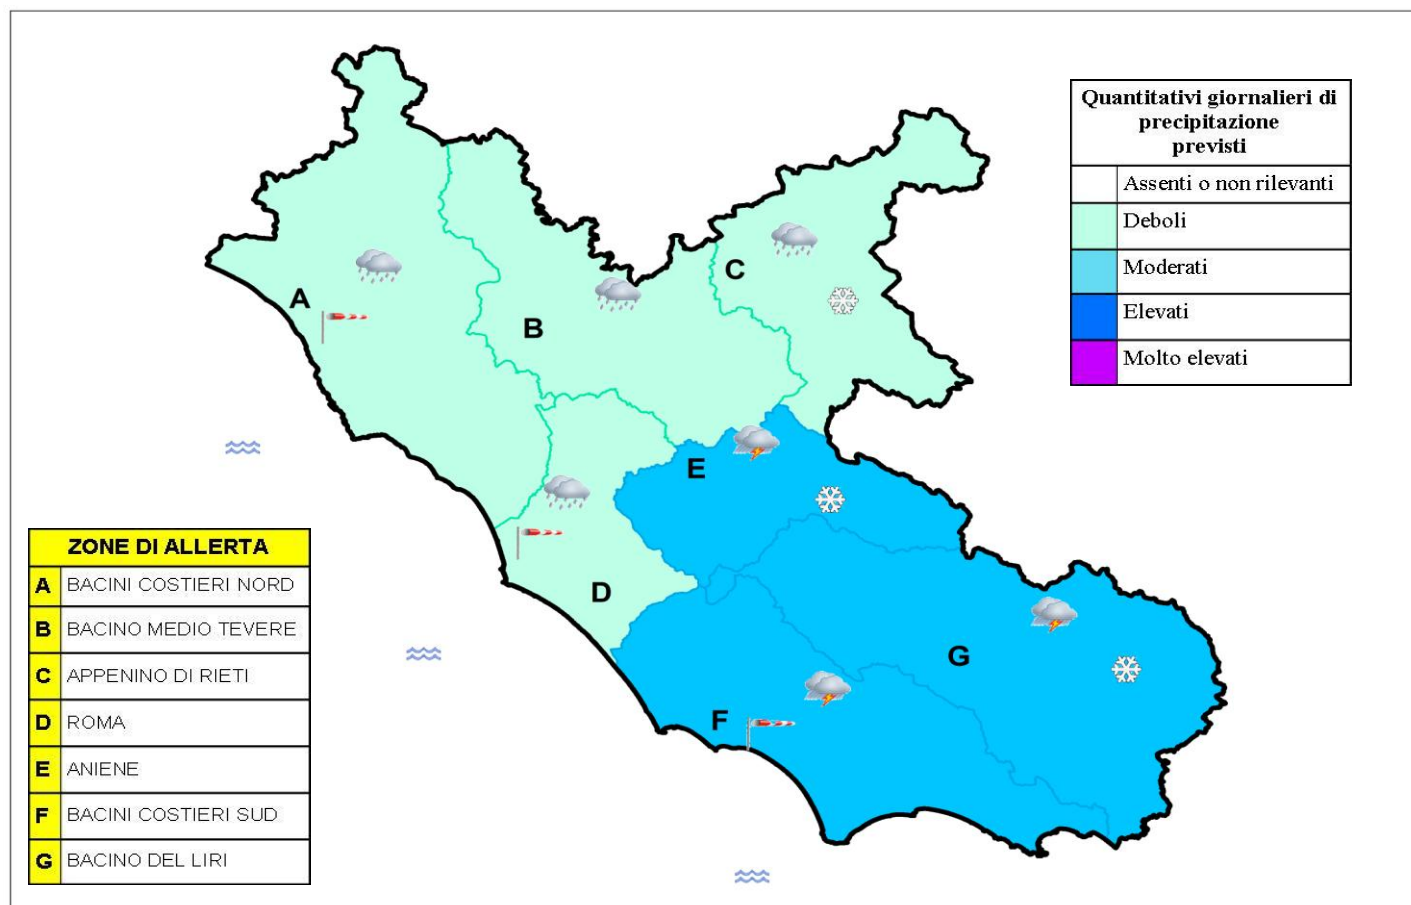 Quantitativi giornalieri di
precipitazione
previsti
Assenti o non rilevanti
Deboli
Moderati
Elevati
Molto elevati
A
B
C
D
E
F
G
ZONE DI ALLERTA
A BACINI COSTIERI NORD
B BACINO MEDIO TEVERE
C APPENINO DI RIETI
D ROMA
E ANIENE
F BACINI COSTIERI SUD
G BACINO DEL LIRI